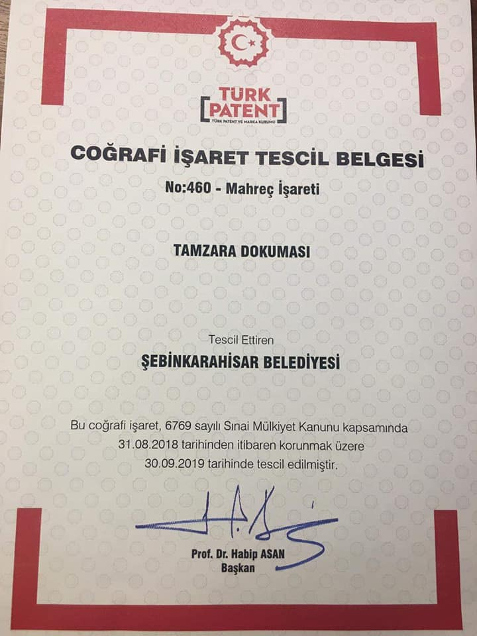 TÜRK
PATENT
TÜRK PATENT VE MARKA KURUMU
COĞRAFİ İŞARET TESCİL BELGESİ
No:460 - Mahreç İşareti
TAMZARA DOKUMASI
Tescil Ettiren
ŞEBİNKARAHİSAR BELEDİYESİ
Bu coğrafi işaret, 6769 sayılı Sınai Mülkiyet Kanunu kapsamında
31.08.2018 tarihinden itibaren korunmak üzere
30.09.2019 tarihinde tescil edilmiştir.
Prof. Dr. Habip ASAN
Başkan